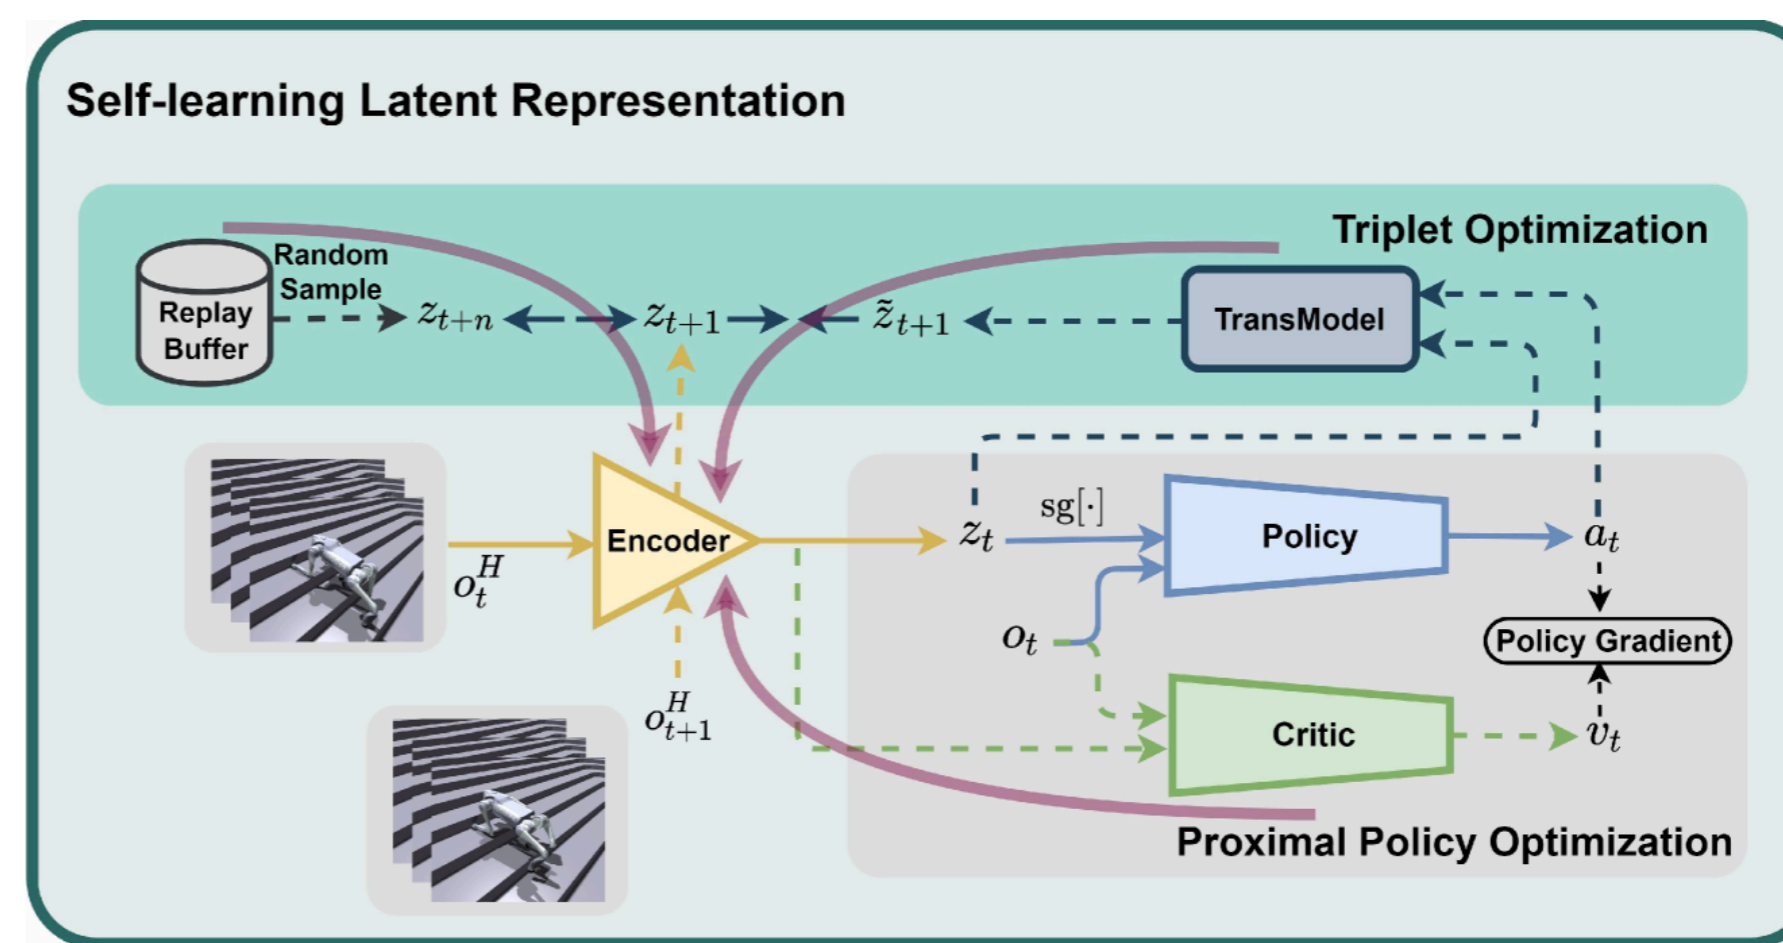 Self-learning Latent Representation
Triplet Optimization
Random
Sample
Replay
Buffer
z_{t+n}
z_{t+1}
\tilde{z}_{t+1}
TransModel
o_t^H
Encoder
z_t
sg[·]
Policy
a_t
o_t
Policy Gradient
o_{t+1}^H
Critic
v_t
Proximal Policy Optimization